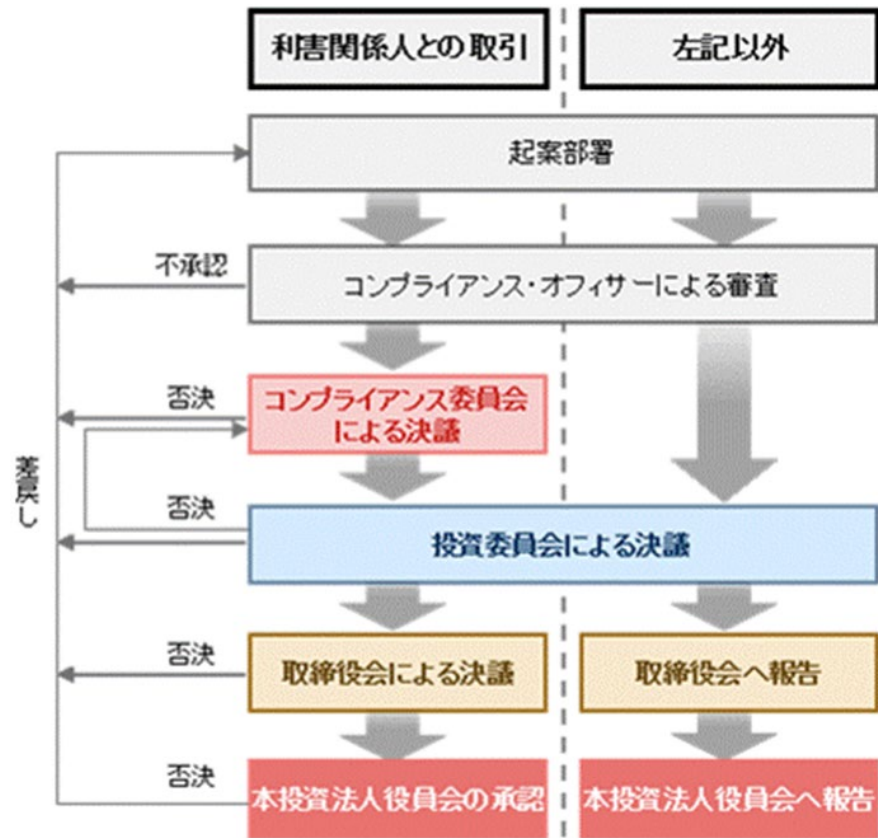 利害関係人との取引
左記以外
起案部署
不承認
コンプライアンス・オフィサーによる審査
否決
コンプライアンス委員会
による決議
差戻し
否決
投資委員会による決議
否決
取締役会による決議
取締役会へ報告
否決
本投資法人役員会の承認
本投資法人役員会へ報告